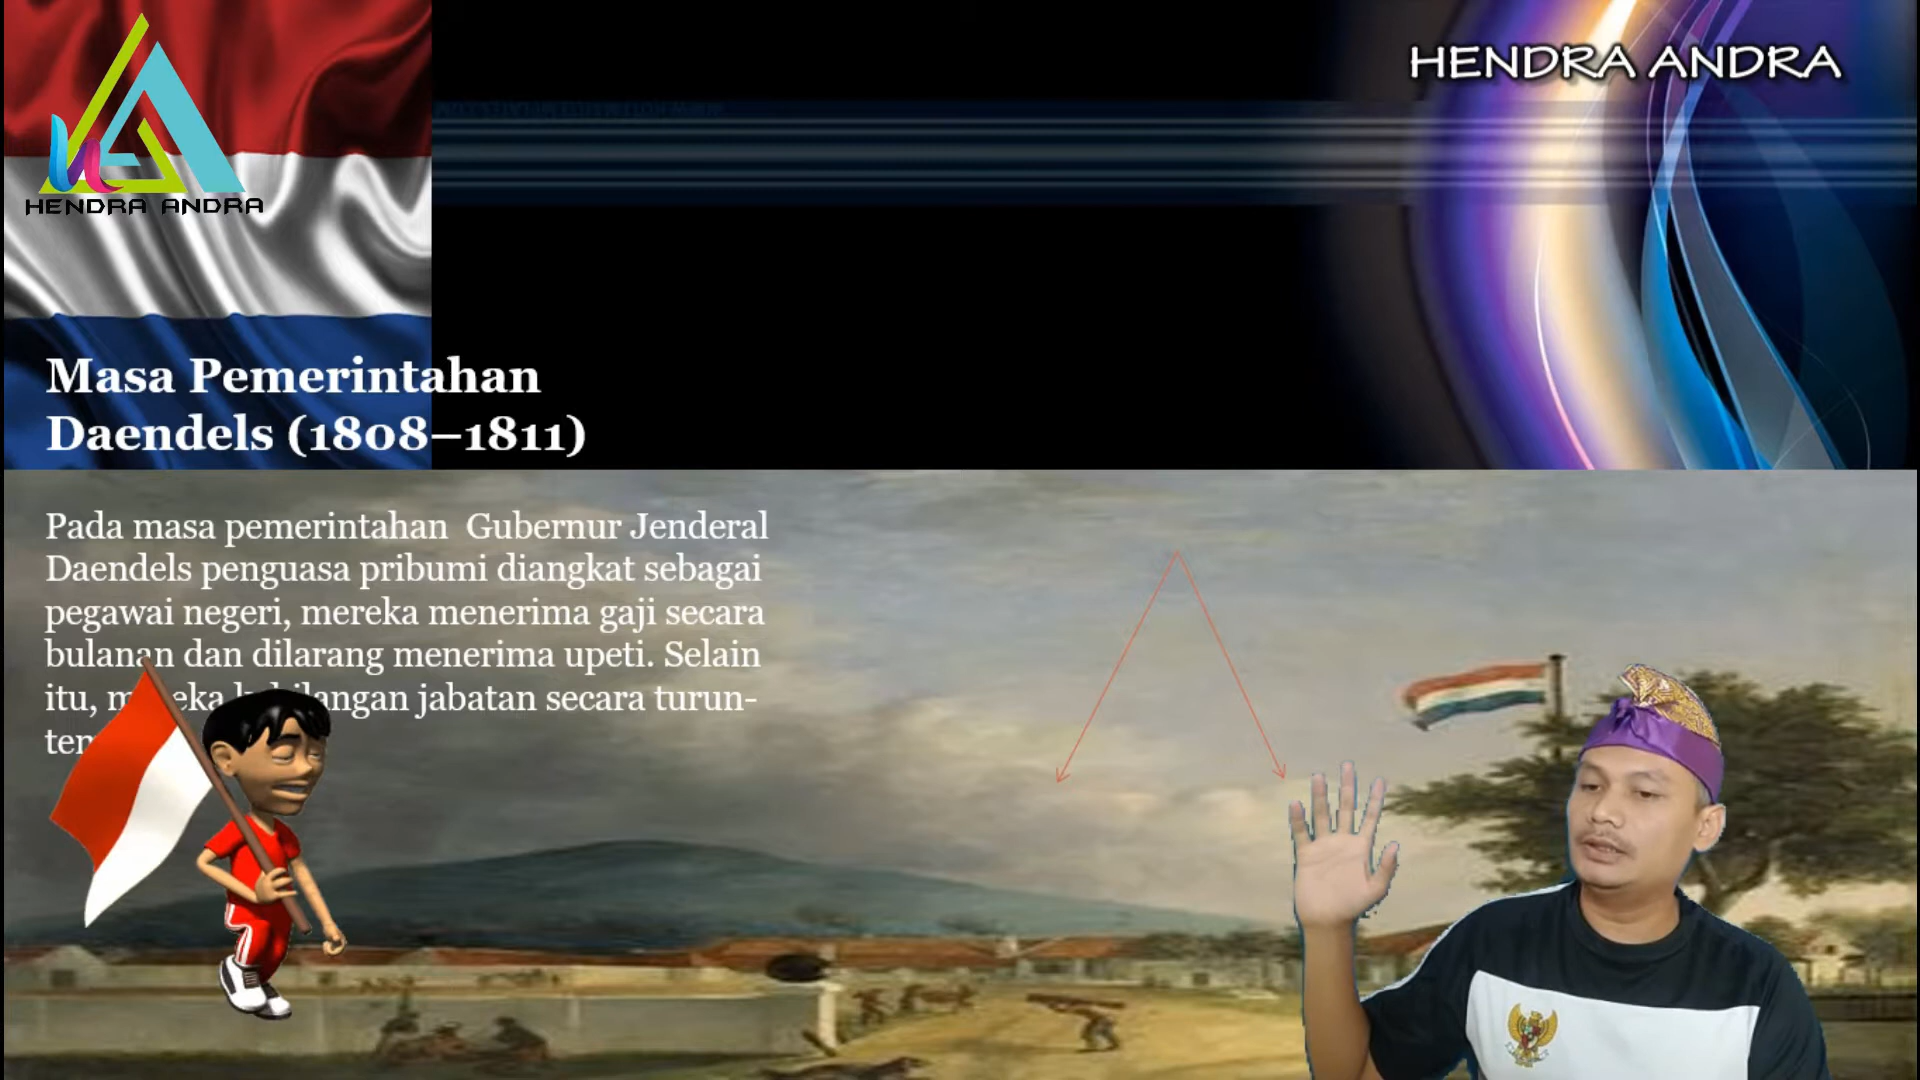 HENDRA ANDRA
HENDRA ANDRA
Masa Pemerintahan
Daendels (1808–1811)
Pada masa pemerintahan Gubernur Jenderal
Daendels penguasa pribumi diangkat sebagai
pegawai negeri, mereka menerima gaji secara
bulanan dan dilarang menerima upeti. Selain
itu, jabatan secara turun-